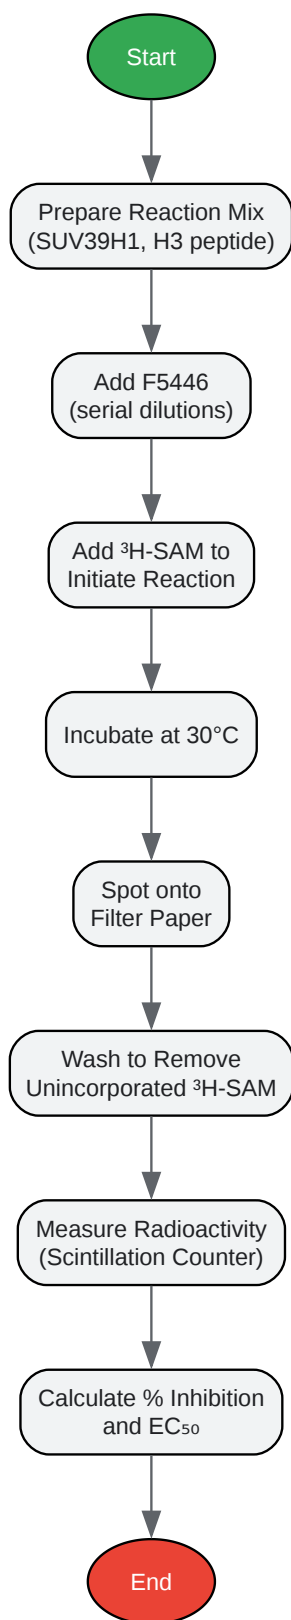 Start
Prepare Reaction Mix
(SUV39H1, H3 peptide)
Add F5446
(serial dilutions)
Add ³H-SAM to
Initiate Reaction
Incubate at 30°C
Spot onto
Filter Paper
Wash to Remove
Unincorporated ³H-SAM
Measure Radioactivity
(Scintillation Counter)
Calculate % Inhibition
and EC₅₀
End